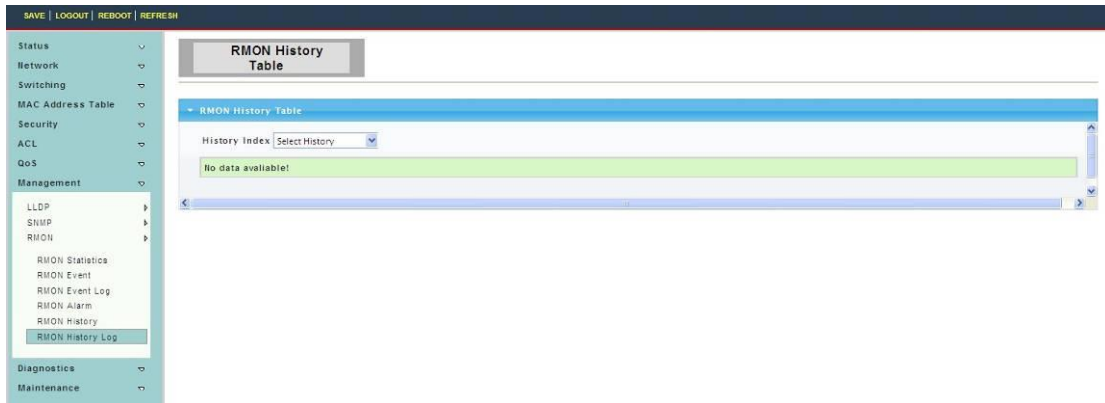 SAVE | LOGOUT | REBOOT | REFRESH
Status
Network
Switching
MAC Address Table
Security
ACL
QoS
Management
LLDP
SNMP
RMON
RMON Statistics
RMON Event
RMON Event Log
RMON Alarm
RMON History
RMON History Log
Diagnostics
Maintenance
RMON History
Table
RMON History Table
History Index Select History
No data avaliable!